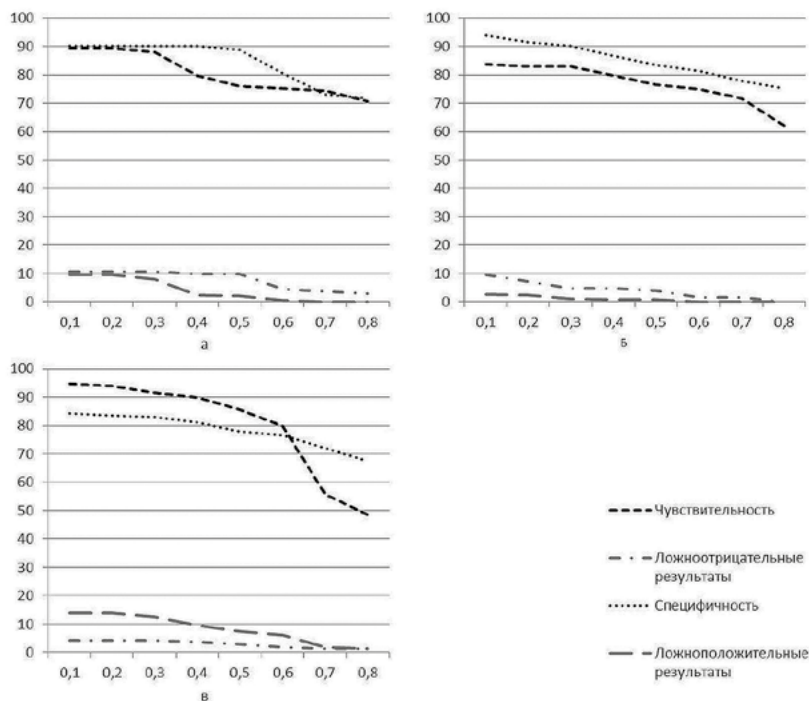 100
90
80
70
60
50
40
30
20
10
0
0,1 0,2 0,3 0,4 0,5 0,6 0,7 0,8
а
100
90
80
70
60
50
40
30
20
10
0
0,1 0,2 0,3 0,4 0,5 0,6 0,7 0,8
Б
100
90
80
70
60
50
40
30
20
10
0
0,1 0,2 0,3 0,4 0,5 0,6 0,7 0,8
в
Чувствительность
Ложноотрицательные
результаты
Специфичность
Ложноположительные
результаты